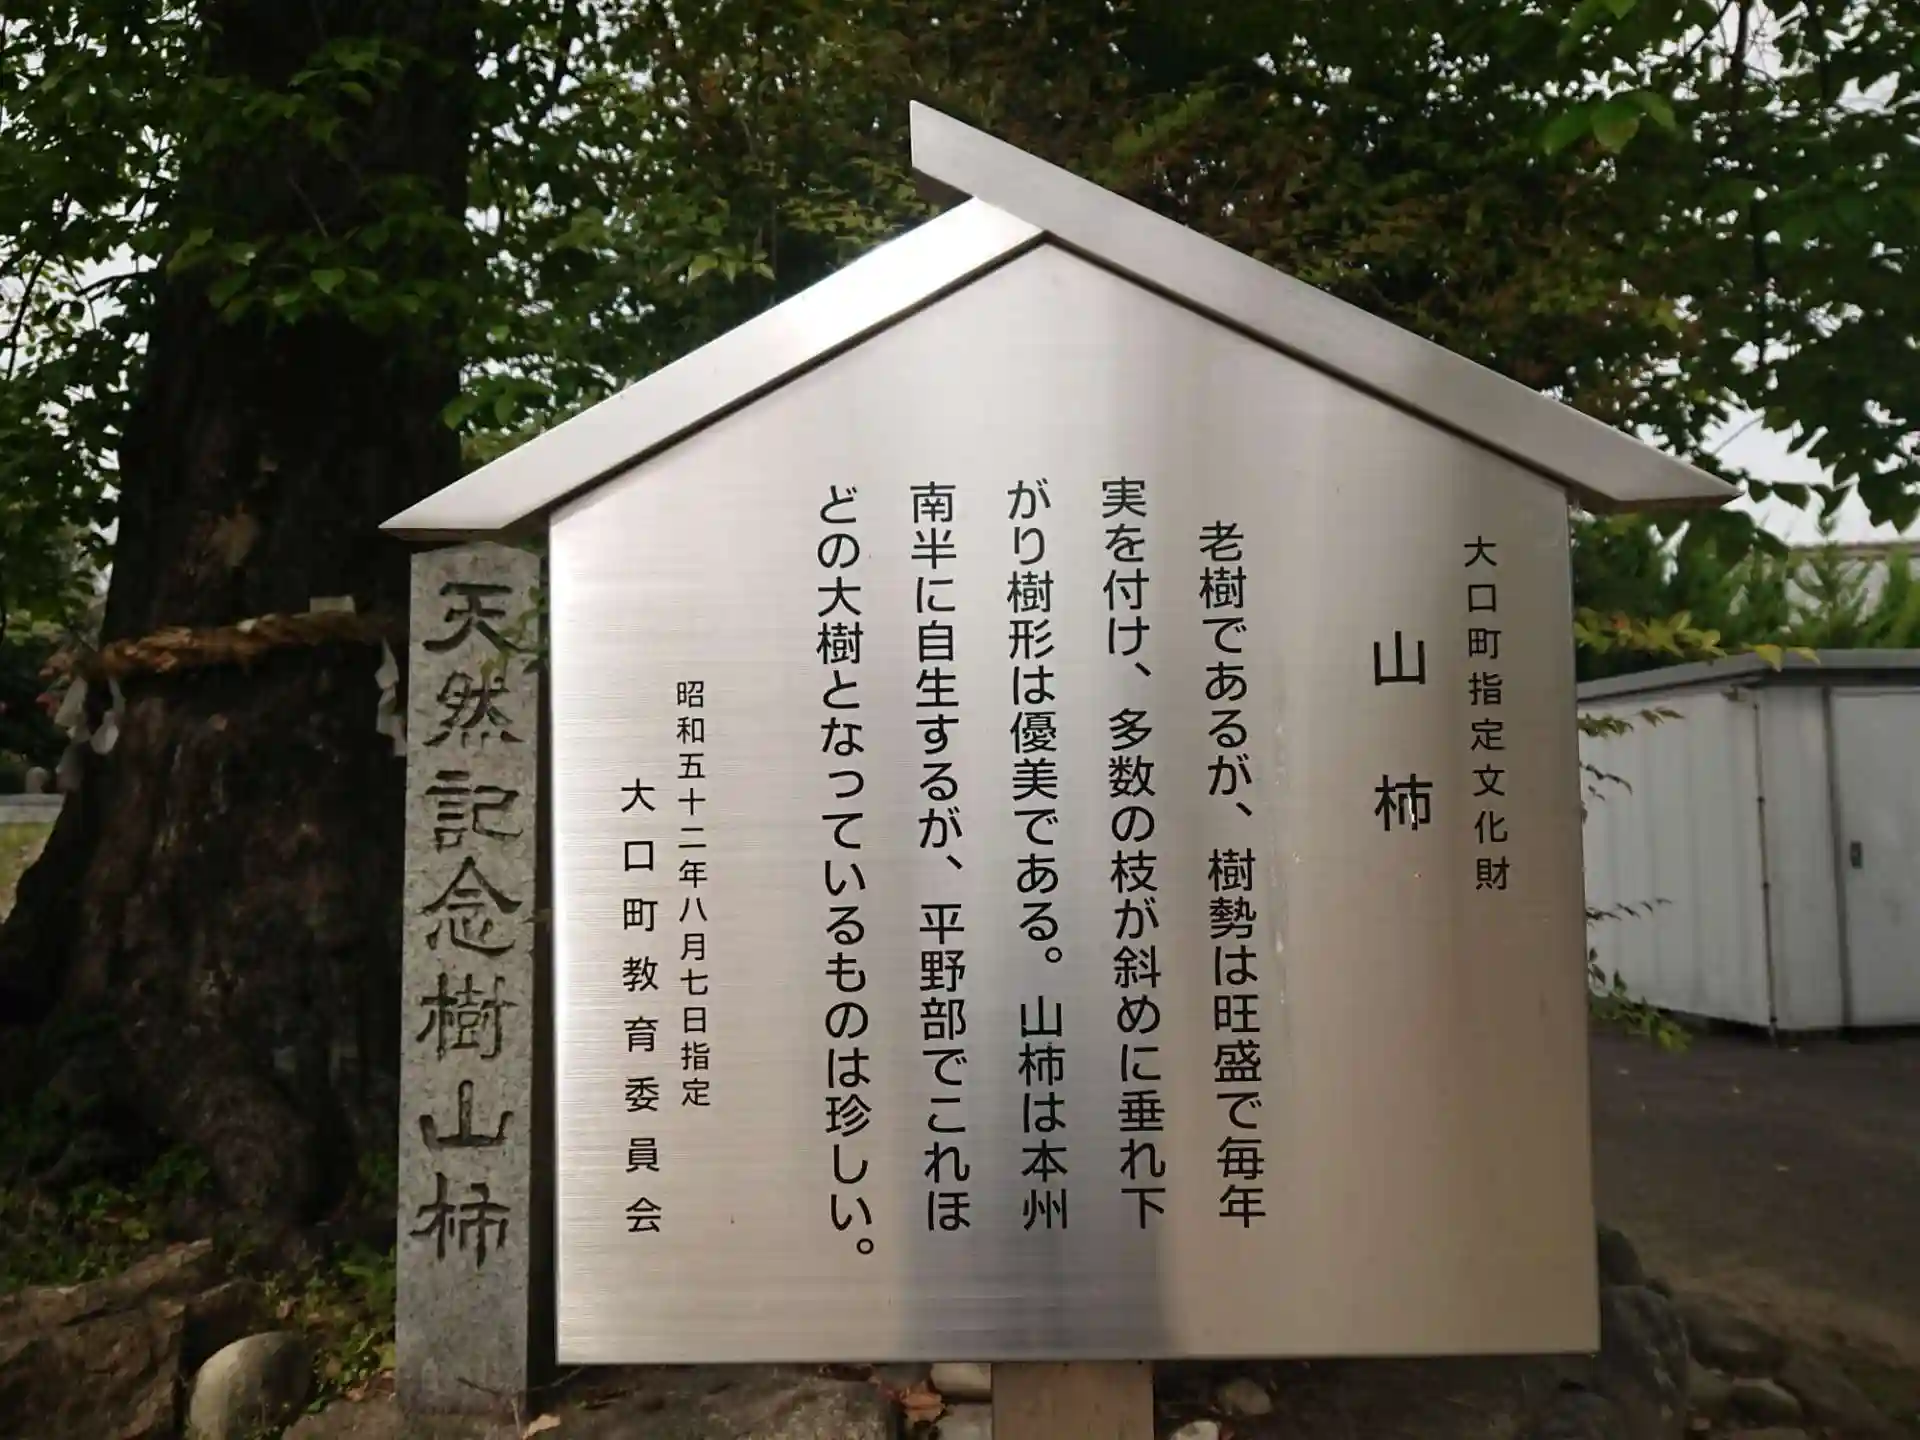 大口町指定文化財
山柿
老樹であるが、樹勢は旺盛で毎年
実を付け、多数の枝が斜めに垂れ下
がり樹形は優美である。山柿は本州
南半に自生するが、平野部でこれほ
どの大樹となっているものは珍しい。
昭和五十二年八月七日指定
大口町教育委員会
天然記念樹山柿